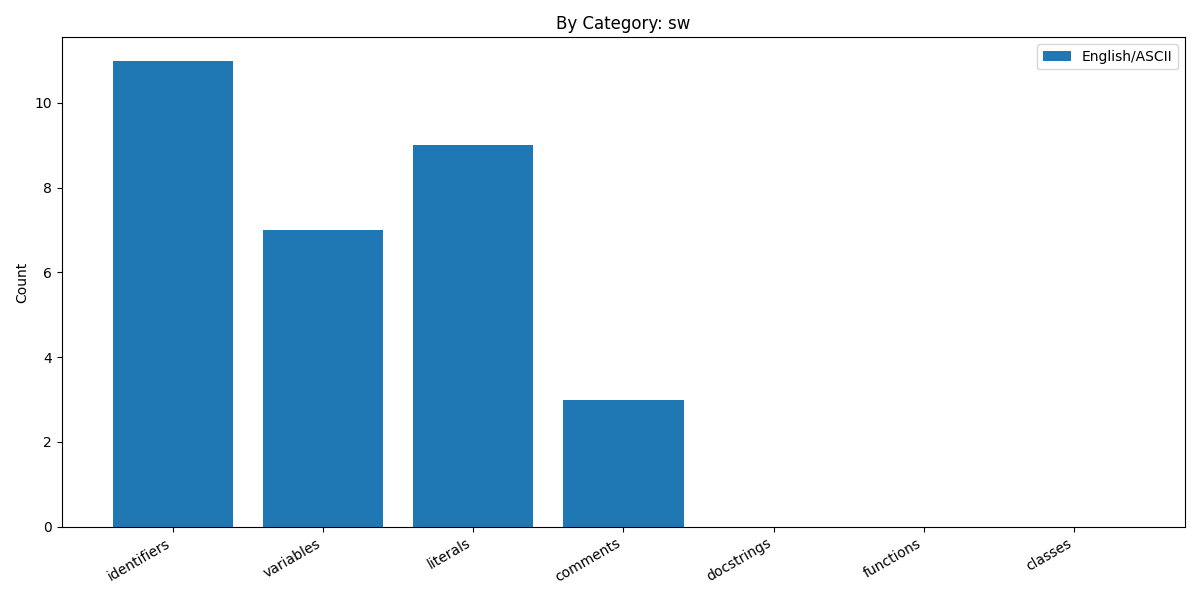 By Category: sw
English/ASCII
Count
10
8
6
4
2
0
identifiers
variables
literals
comments
docstrings
functions
classes